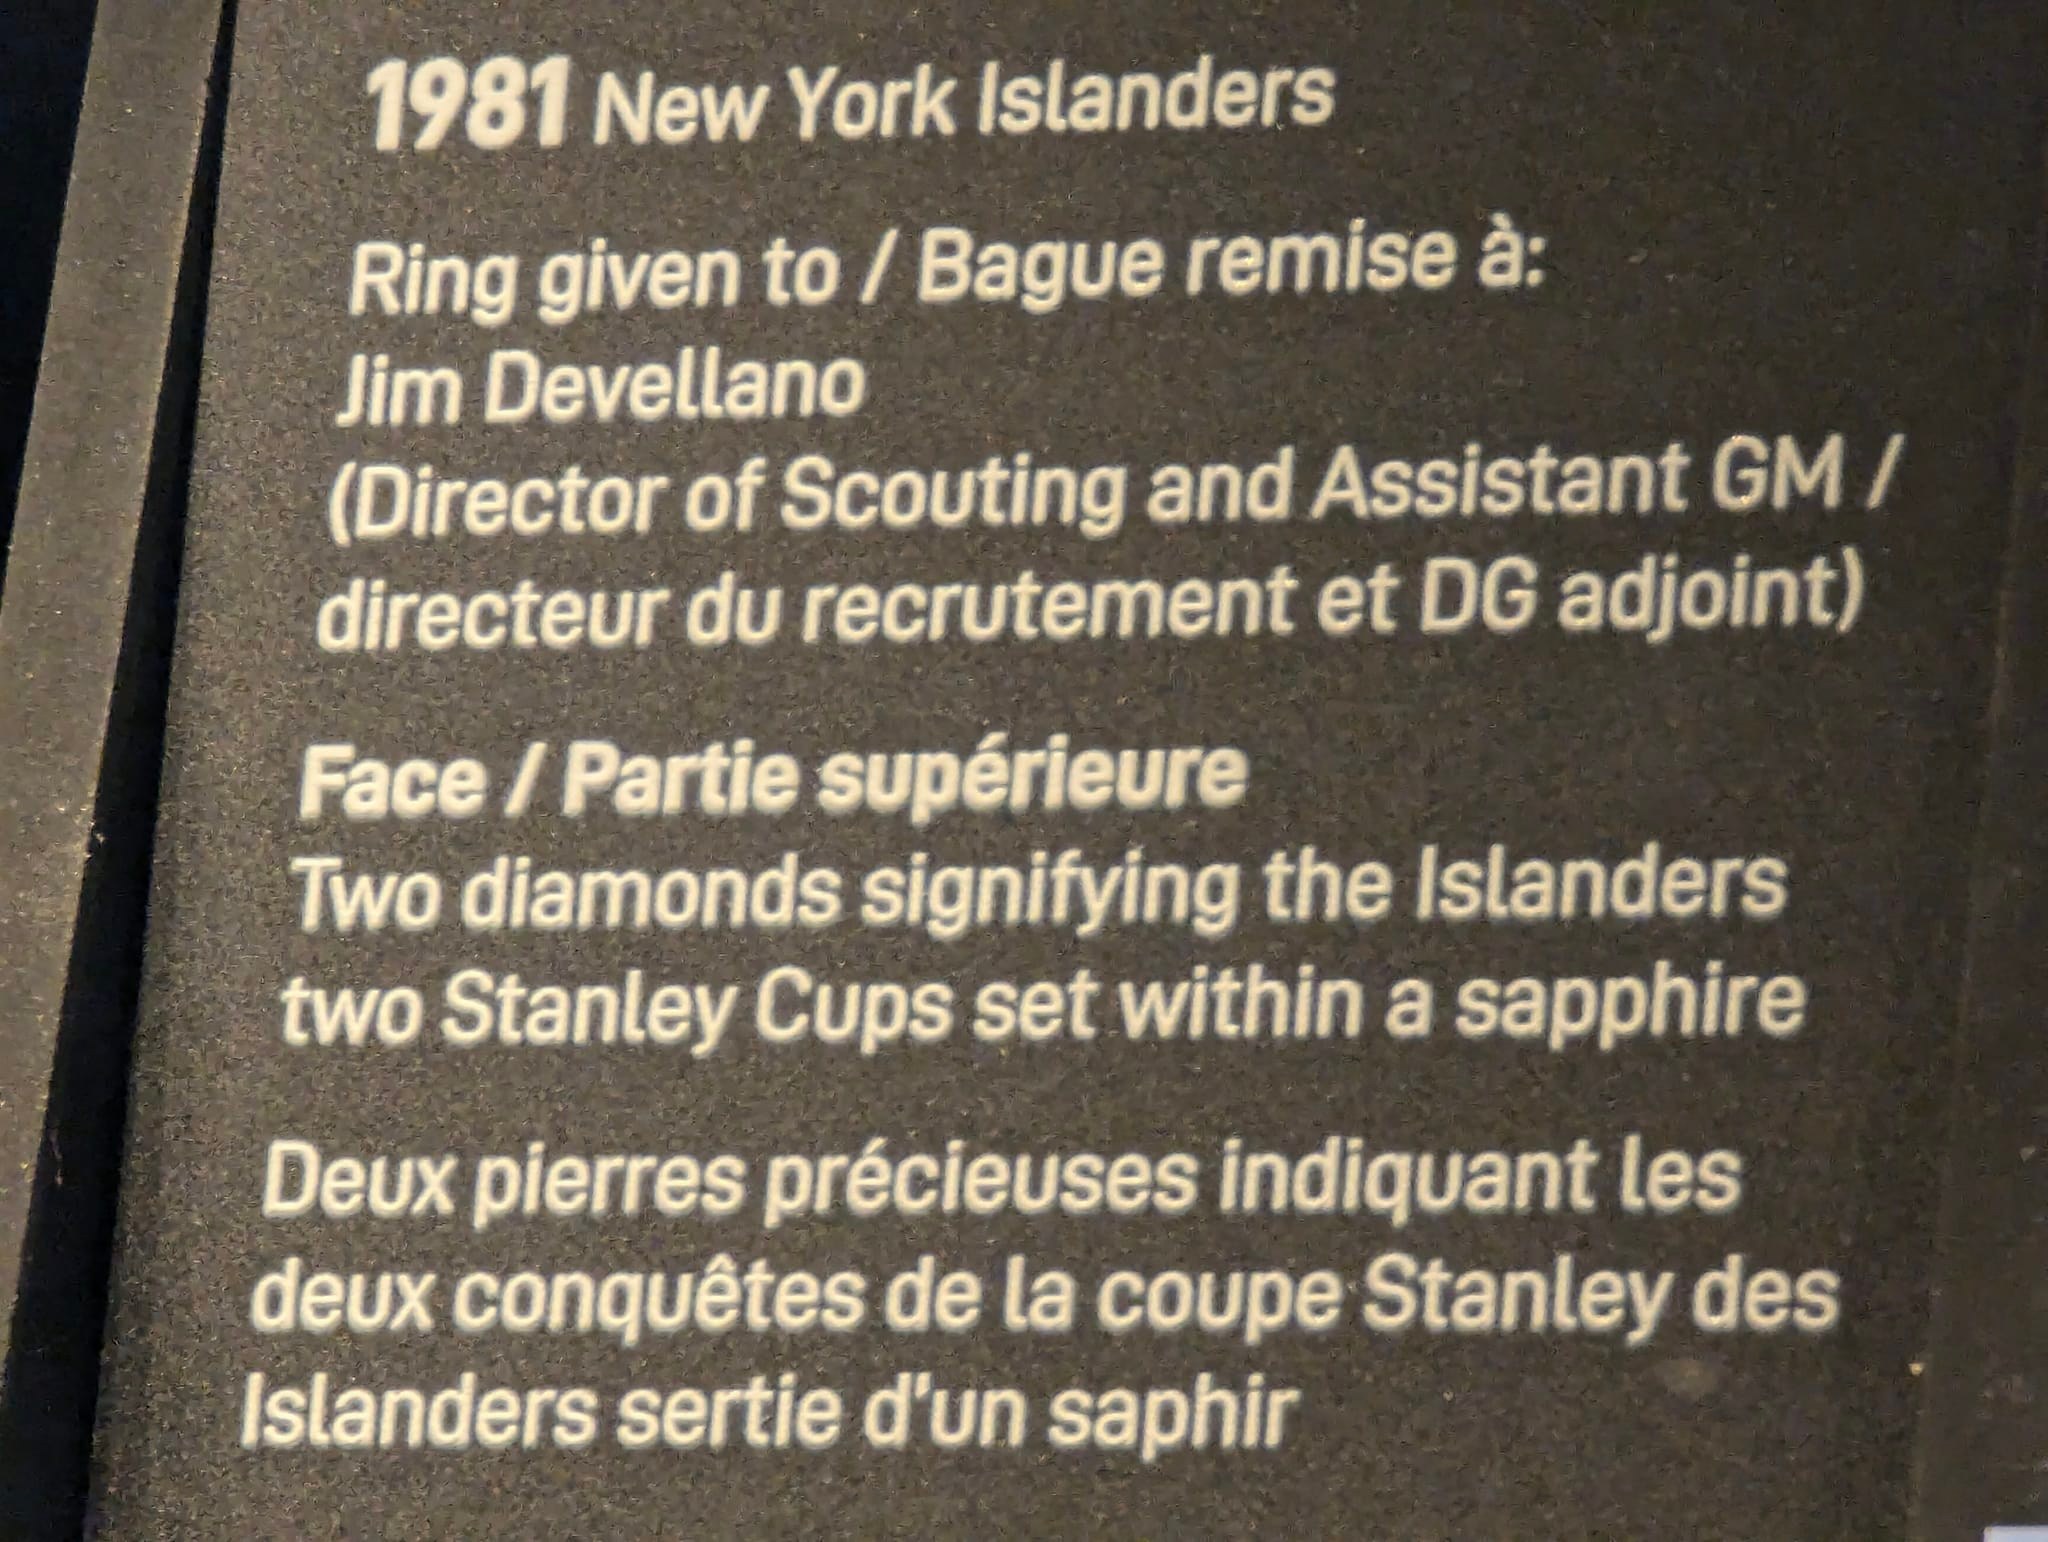 1981 New York Islanders
Ring given to / Bague remise à:
Jim Devellano
(Director of Scouting and Assistant GM /
directeur du recrutement et DG adjoint)
Face / Partie supérieure
Two diamonds signifying the Islanders
two Stanley Cups set within a sapphire
Deux pierres précieuses indiquant les
deux conquêtes de la coupe Stanley des
Islanders sertie d'un saphir